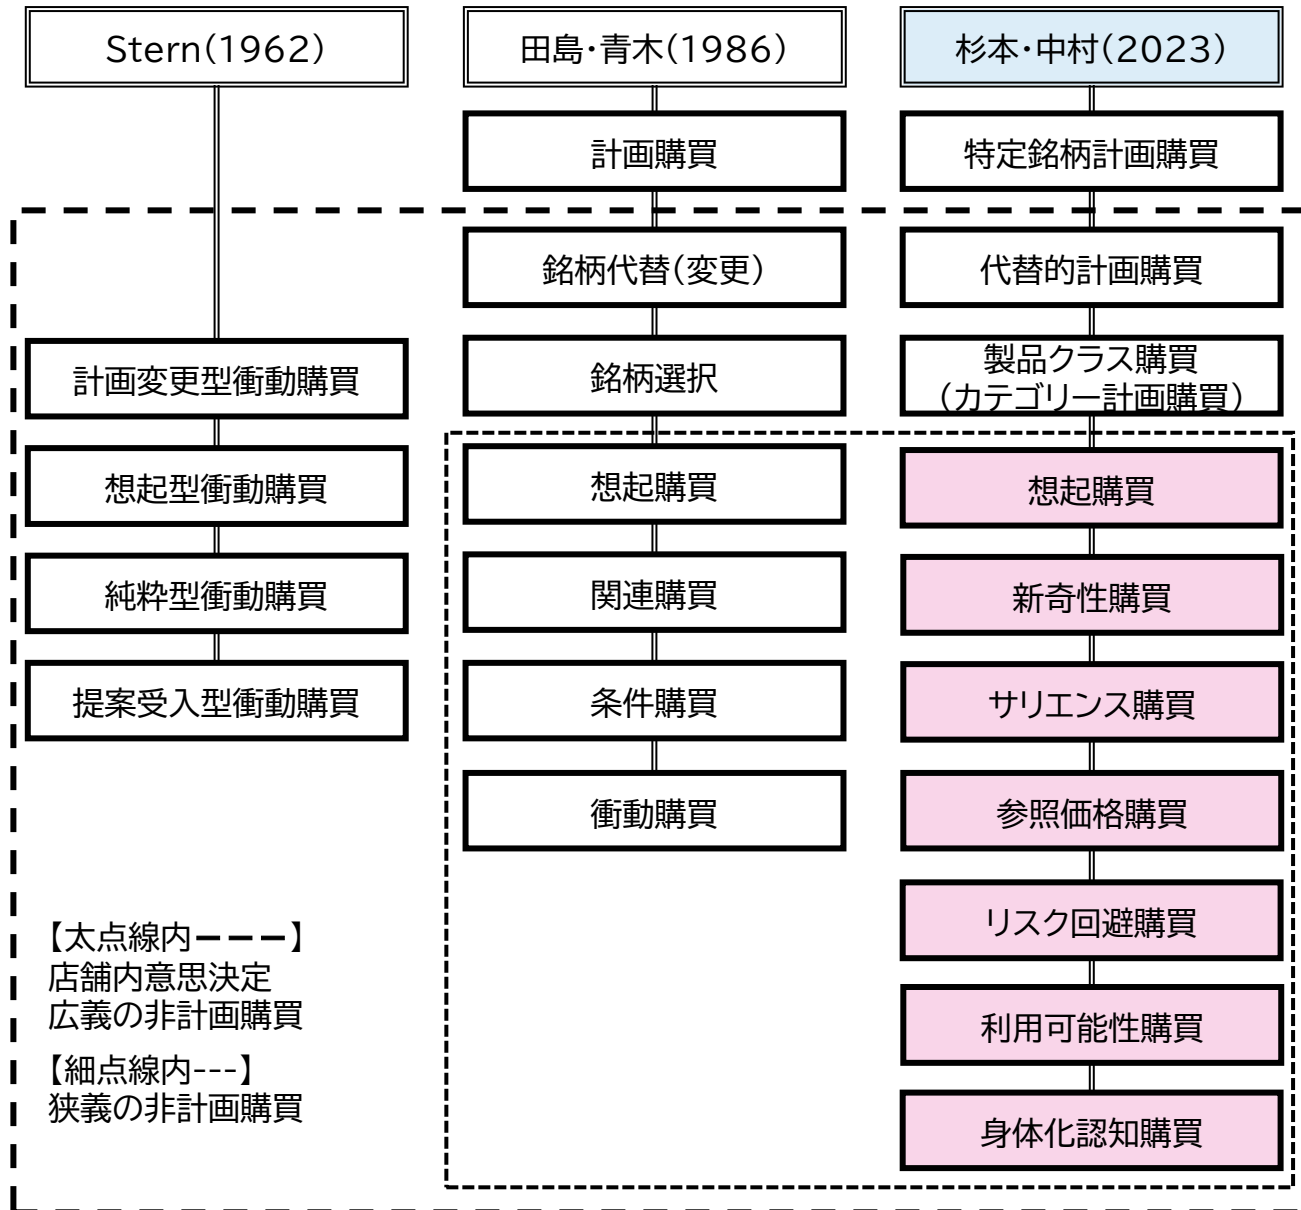 Stern(1962)
田島・青木(1986)
杉本・中村(2023)
計画購買
特定銘柄計画購買
銘柄代替(変更)
代替的計画購買
計画変更型衝動購買
銘柄選択
製品クラス購買
(カテゴリー計画購買)
想起型衝動購買
想起購買
想起購買
純粋型衝動購買
関連購買
新奇性購買
提案受入型衝動購買
条件購買
サリエンス購買
衝動購買
参照価格購買
リスク回避購買
利用可能性購買
身体化認知購買
【太点線内ーーー】
店舗内意思決定
広義の非計画購買
【細点線内---】
狭義の非計画購買